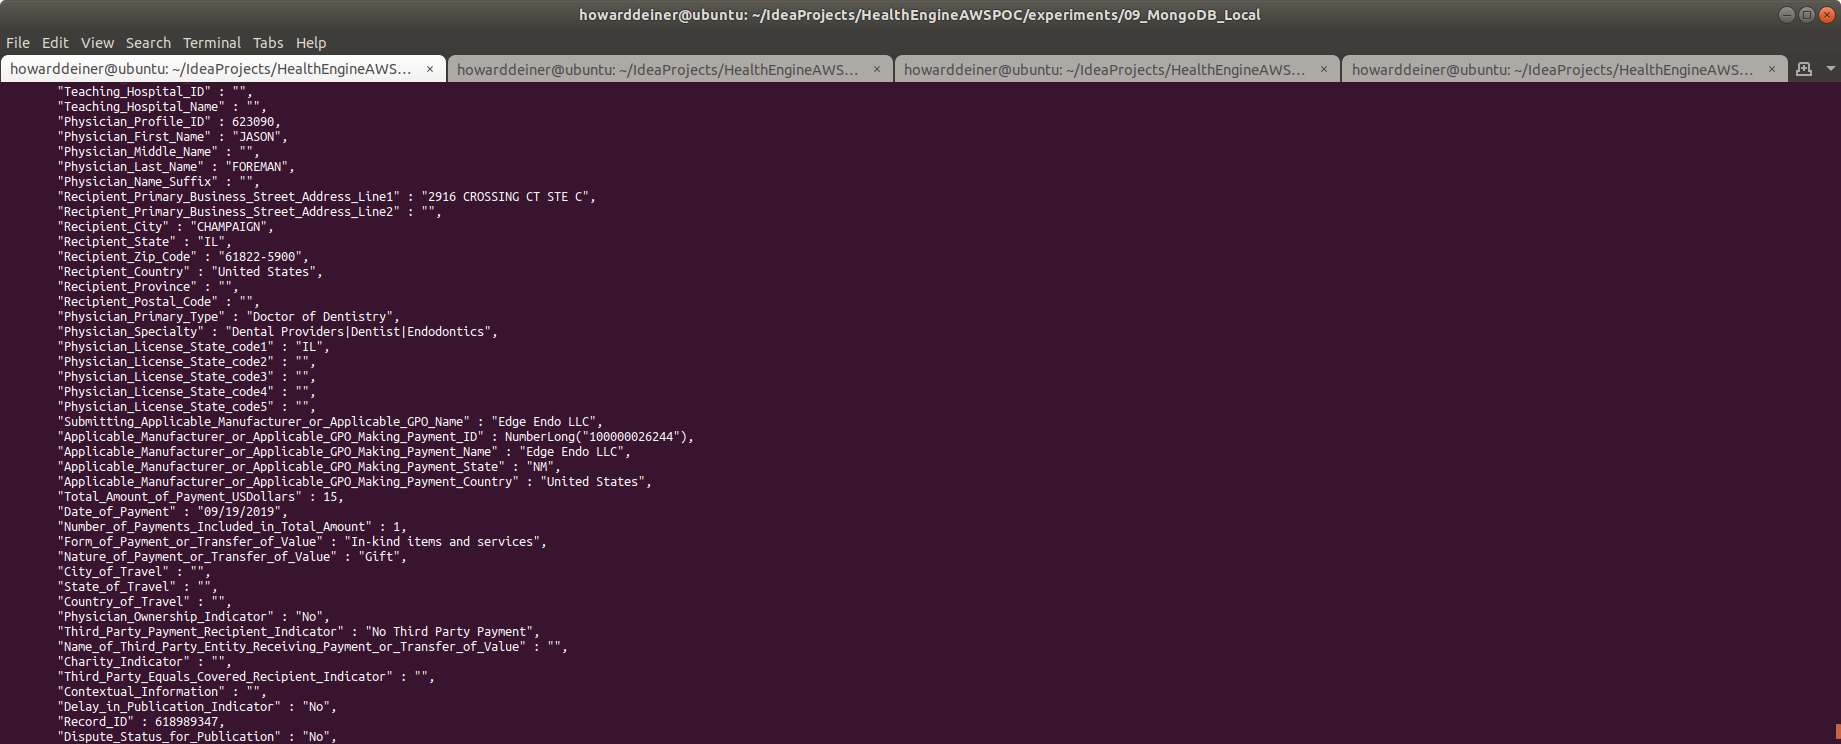 howarddeiner@ubuntu: ~/IdeaProjects/HealthEngineAWSPOC/experiments/09_MongoDB_Local
File Edit View Search Terminal Tabs Help
howarddeiner@ubuntu: ~/IdeaProjects/HealthEngineAWS... × howarddeiner@ubuntu: ~/IdeaProjects/HealthEngineAWS... × howarddeiner@ubuntu: ~/IdeaProjects/HealthEngineAWS... × howarddeiner@ubuntu: ~/IdeaProjects/HealthEngineAWS... ×
"Teaching_Hospital_ID" : "",
"Teaching_Hospital_Name" : "",
"Physician_Profile_ID" : 623090,
"Physician_First_Name" : "JASON",
"Physician_Middle_Name" : "",
"Physician_Last_Name" : "FOREMAN",
"Physician_Name_Suffix" : "",
"Recipient_Primary_Business_Street_Address_Line1" : "2916 CROSSING CT STE C",
"Recipient_Primary_Business_Street_Address_Line2" : "",
"Recipient_City" : "CHAMPAIGN",
"Recipient_State" : "IL",
"Recipient_Zip_Code" : "61822-5900",
"Recipient_Country" : "United States",
"Recipient_Province" : "",
"Recipient_Postal_Code" : "",
"Physician_Primary_Type" : "Doctor of Dentistry",
"Physician_Specialty" : "Dental Providers|Dentist|Endodontics",
"Physician_License_State_code1" : "IL",
"Physician_License_State_code2" : "",
"Physician_License_State_code3" : "",
"Physician_License_State_code4" : "",
"Physician_License_State_code5" : "",
"Submitting_Applicable_Manufacturer_or_Applicable_GPO_Name" : "Edge Endo LLC",
"Applicable_Manufacturer_or_Applicable_GPO_Making_Payment_ID" : NumberLong("100000026244"),
"Applicable_Manufacturer_or_Applicable_GPO_Making_Payment_Name" : "Edge Endo LLC",
"Applicable_Manufacturer_or_Applicable_GPO_Making_Payment_State" : "NM",
"Applicable_Manufacturer_or_Applicable_GPO_Making_Payment_Country" : "United States",
"Total_Amount_of_Payment_USDollars" : 15,
"Date_of_Payment" : "09/19/2019",
"Number_of_Payments_Included_in_Total_Amount" : 1,
"Form_of_Payment_or_Transfer_of_Value" : "In-kind items and services",
"Nature_of_Payment_or_Transfer_of_Value" : "Gift",
"City_of_Travel" : "",
"State_of_Travel" : "",
"Country_of_Travel" : "",
"Physician_Ownership_Indicator" : "No",
"Third_Party_Payment_Recipient_Indicator" : "No Third Party Payment",
"Name_of_Third_Party_Entity_Receiving_Payment_or_Transfer_of_Value" : "",
"Charity_Indicator" : "",
"Third_Party_Equals_Covered_Recipient_Indicator" : "",
"Contextual_Information" : "",
"Delay_in_Publication_Indicator" : "No",
"Record_ID" : 618989347,
"Dispute_Status_for_Publication" : "No",